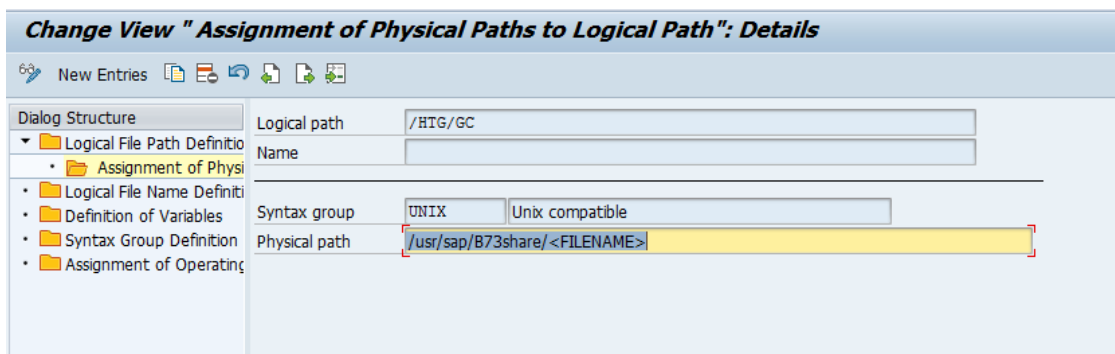 Change View " Assignment of Physical Paths to Logical Path": Details
New Entries
Dialog Structure
Logical File Path Definitio
Assignment of Physi
Logical File Name Definiti
Definition of Variables
Syntax Group Definition
Assignment of Operating
Logical path /HTG/GC
Name
Syntax group UNIX Unix compatible
Physical path /usr/sap/B73share/<FILENAME>